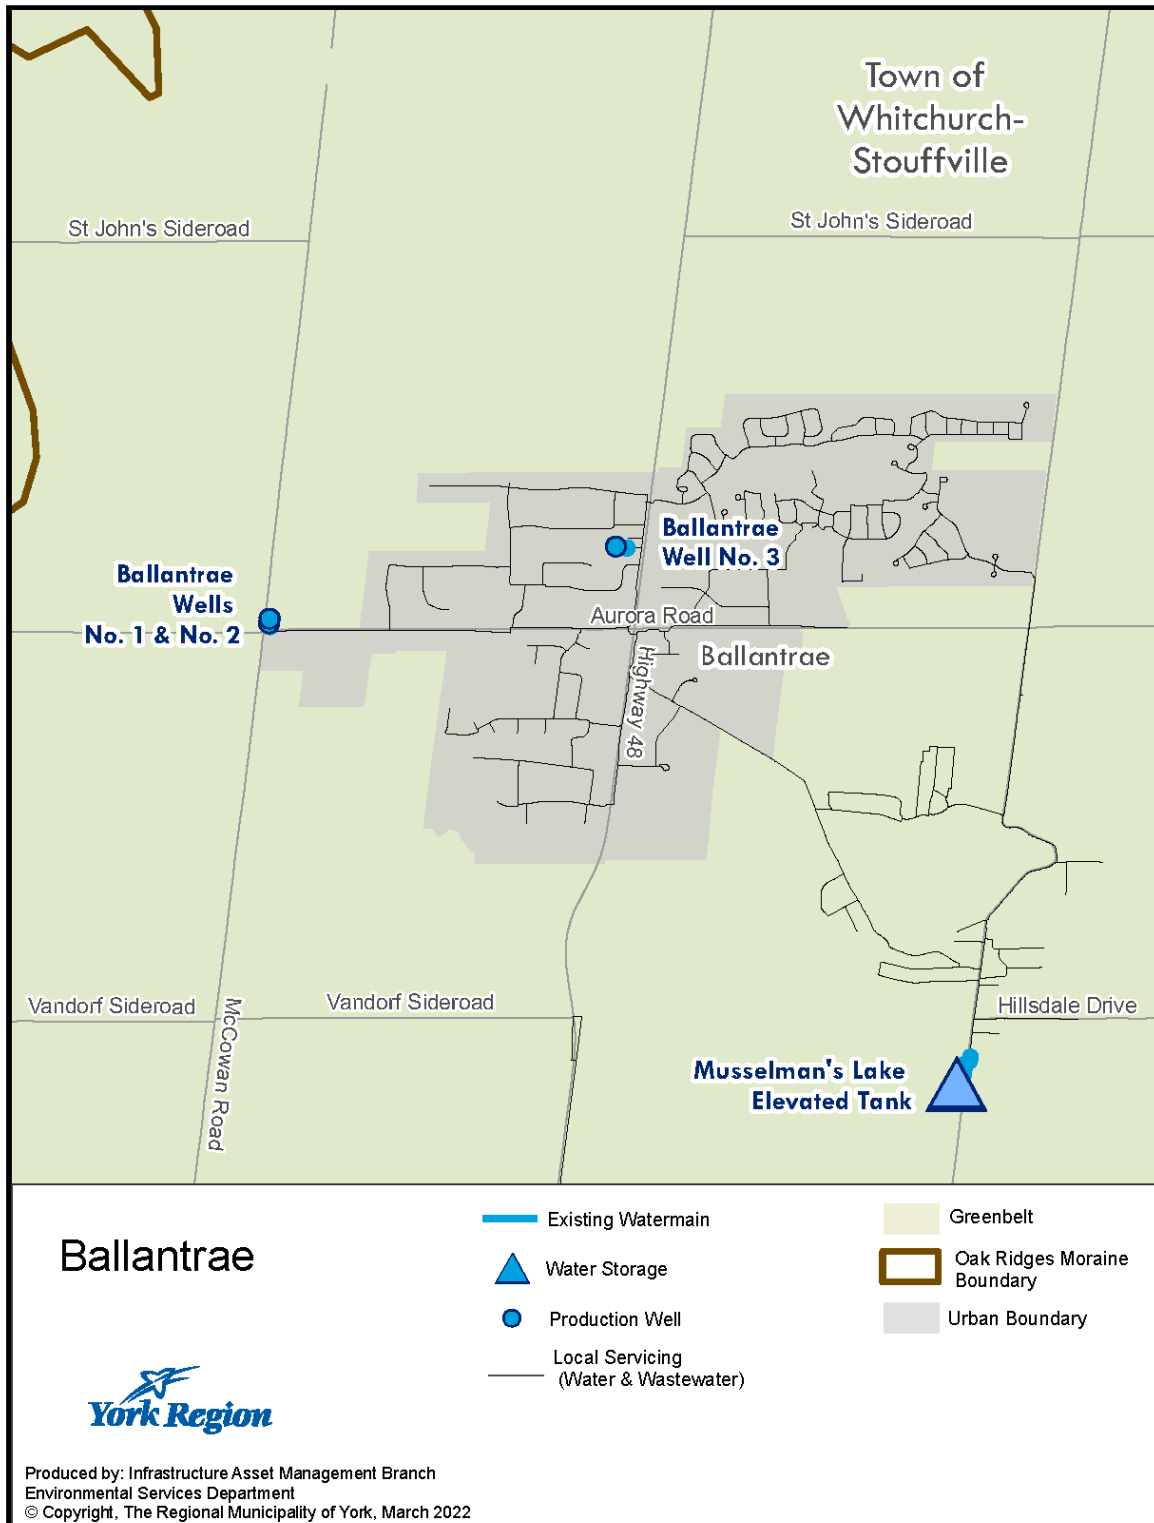 Town of
Whitchurch-
Stouffville
St John's Sideroad
St John's Sideroad
Ballantrae
Well No. 3
Ballantrae
Wells
No. 1 & No. 2
Aurora Road
Ballantrae
Highway 48
Vandorf Sideroad
Vandorf Sideroad
Hillsdale Drive
McCowan Road
Musselman's Lake
Elevated Tank
Ballantrae
Existing Watermain
Water Storage
Production Well
Local Servicing
(Water & Wastewater)
Greenbelt
Oak Ridges Moraine
Boundary
Urban Boundary
York Region
Produced by: Infrastructure Asset Management Branch
Environmental Services Department
© Copyright, The Regional Municipality of York, March 2022